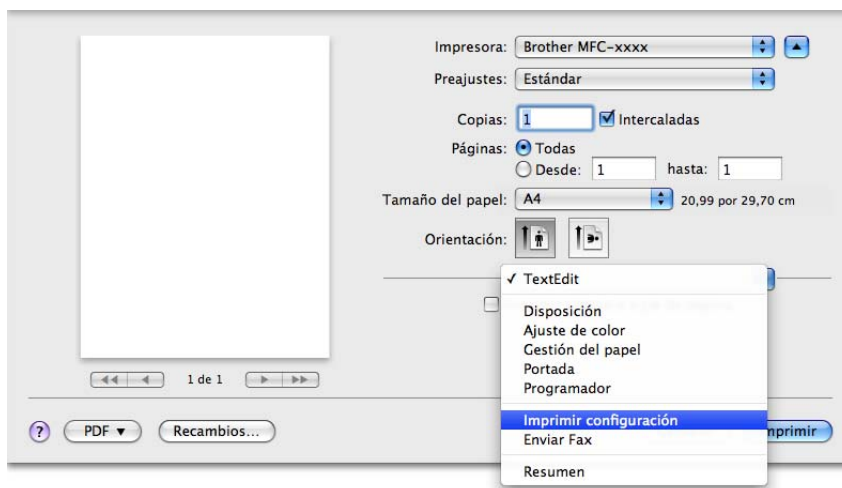 Impresora: Brother MFC-xxxx
Preajustes: Estándar
Copias: 1 Intercaladas
Páginas: Todas
Desde: 1 hasta: 1
Tamaño del papel: A4 20,99 por 29,70 cm
Orientación:
✓ TextEdit
Disposición
Ajuste de color
Gestión del papel
Portada
Programador
Imprimir configuración
Enviar Fax
Resumen
1 de 1
? PDF ▼ Recambios... mprimir